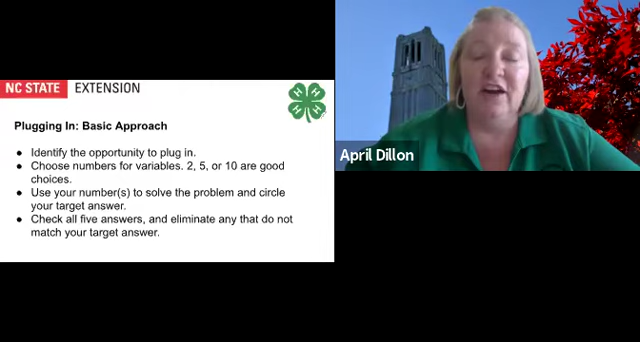 NC STATE EXTENSION
H H
H H
Plugging In: Basic Approach
● Identify the opportunity to plug in.
● Choose numbers for variables. 2, 5, or 10 are good
choices.
● Use your number(s) to solve the problem and circle
your target answer.
● Check all five answers, and eliminate any that do not
match your target answer.
April Dillon